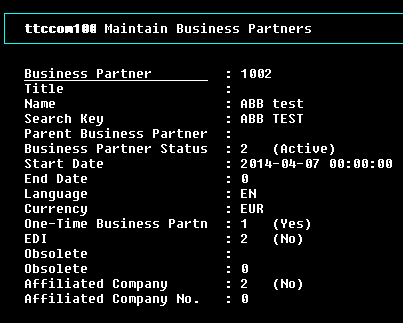 ttccom100 Maintain Business Partners
Business Partner : 1002
Title :
Name : ABB test
Search Key : ABB TEST
Parent Business Partner :
Business Partner Status : 2 (Active)
Start Date : 2014-04-07 00:00:00
End Date : 0
Language : EN
Currency : EUR
One-Time Business Partn : 1 (Yes)
EDI : 2 (No)
Obsolete :
Obsolete : 0
Affiliated Company : 2 (No)
Affiliated Company No. : 0